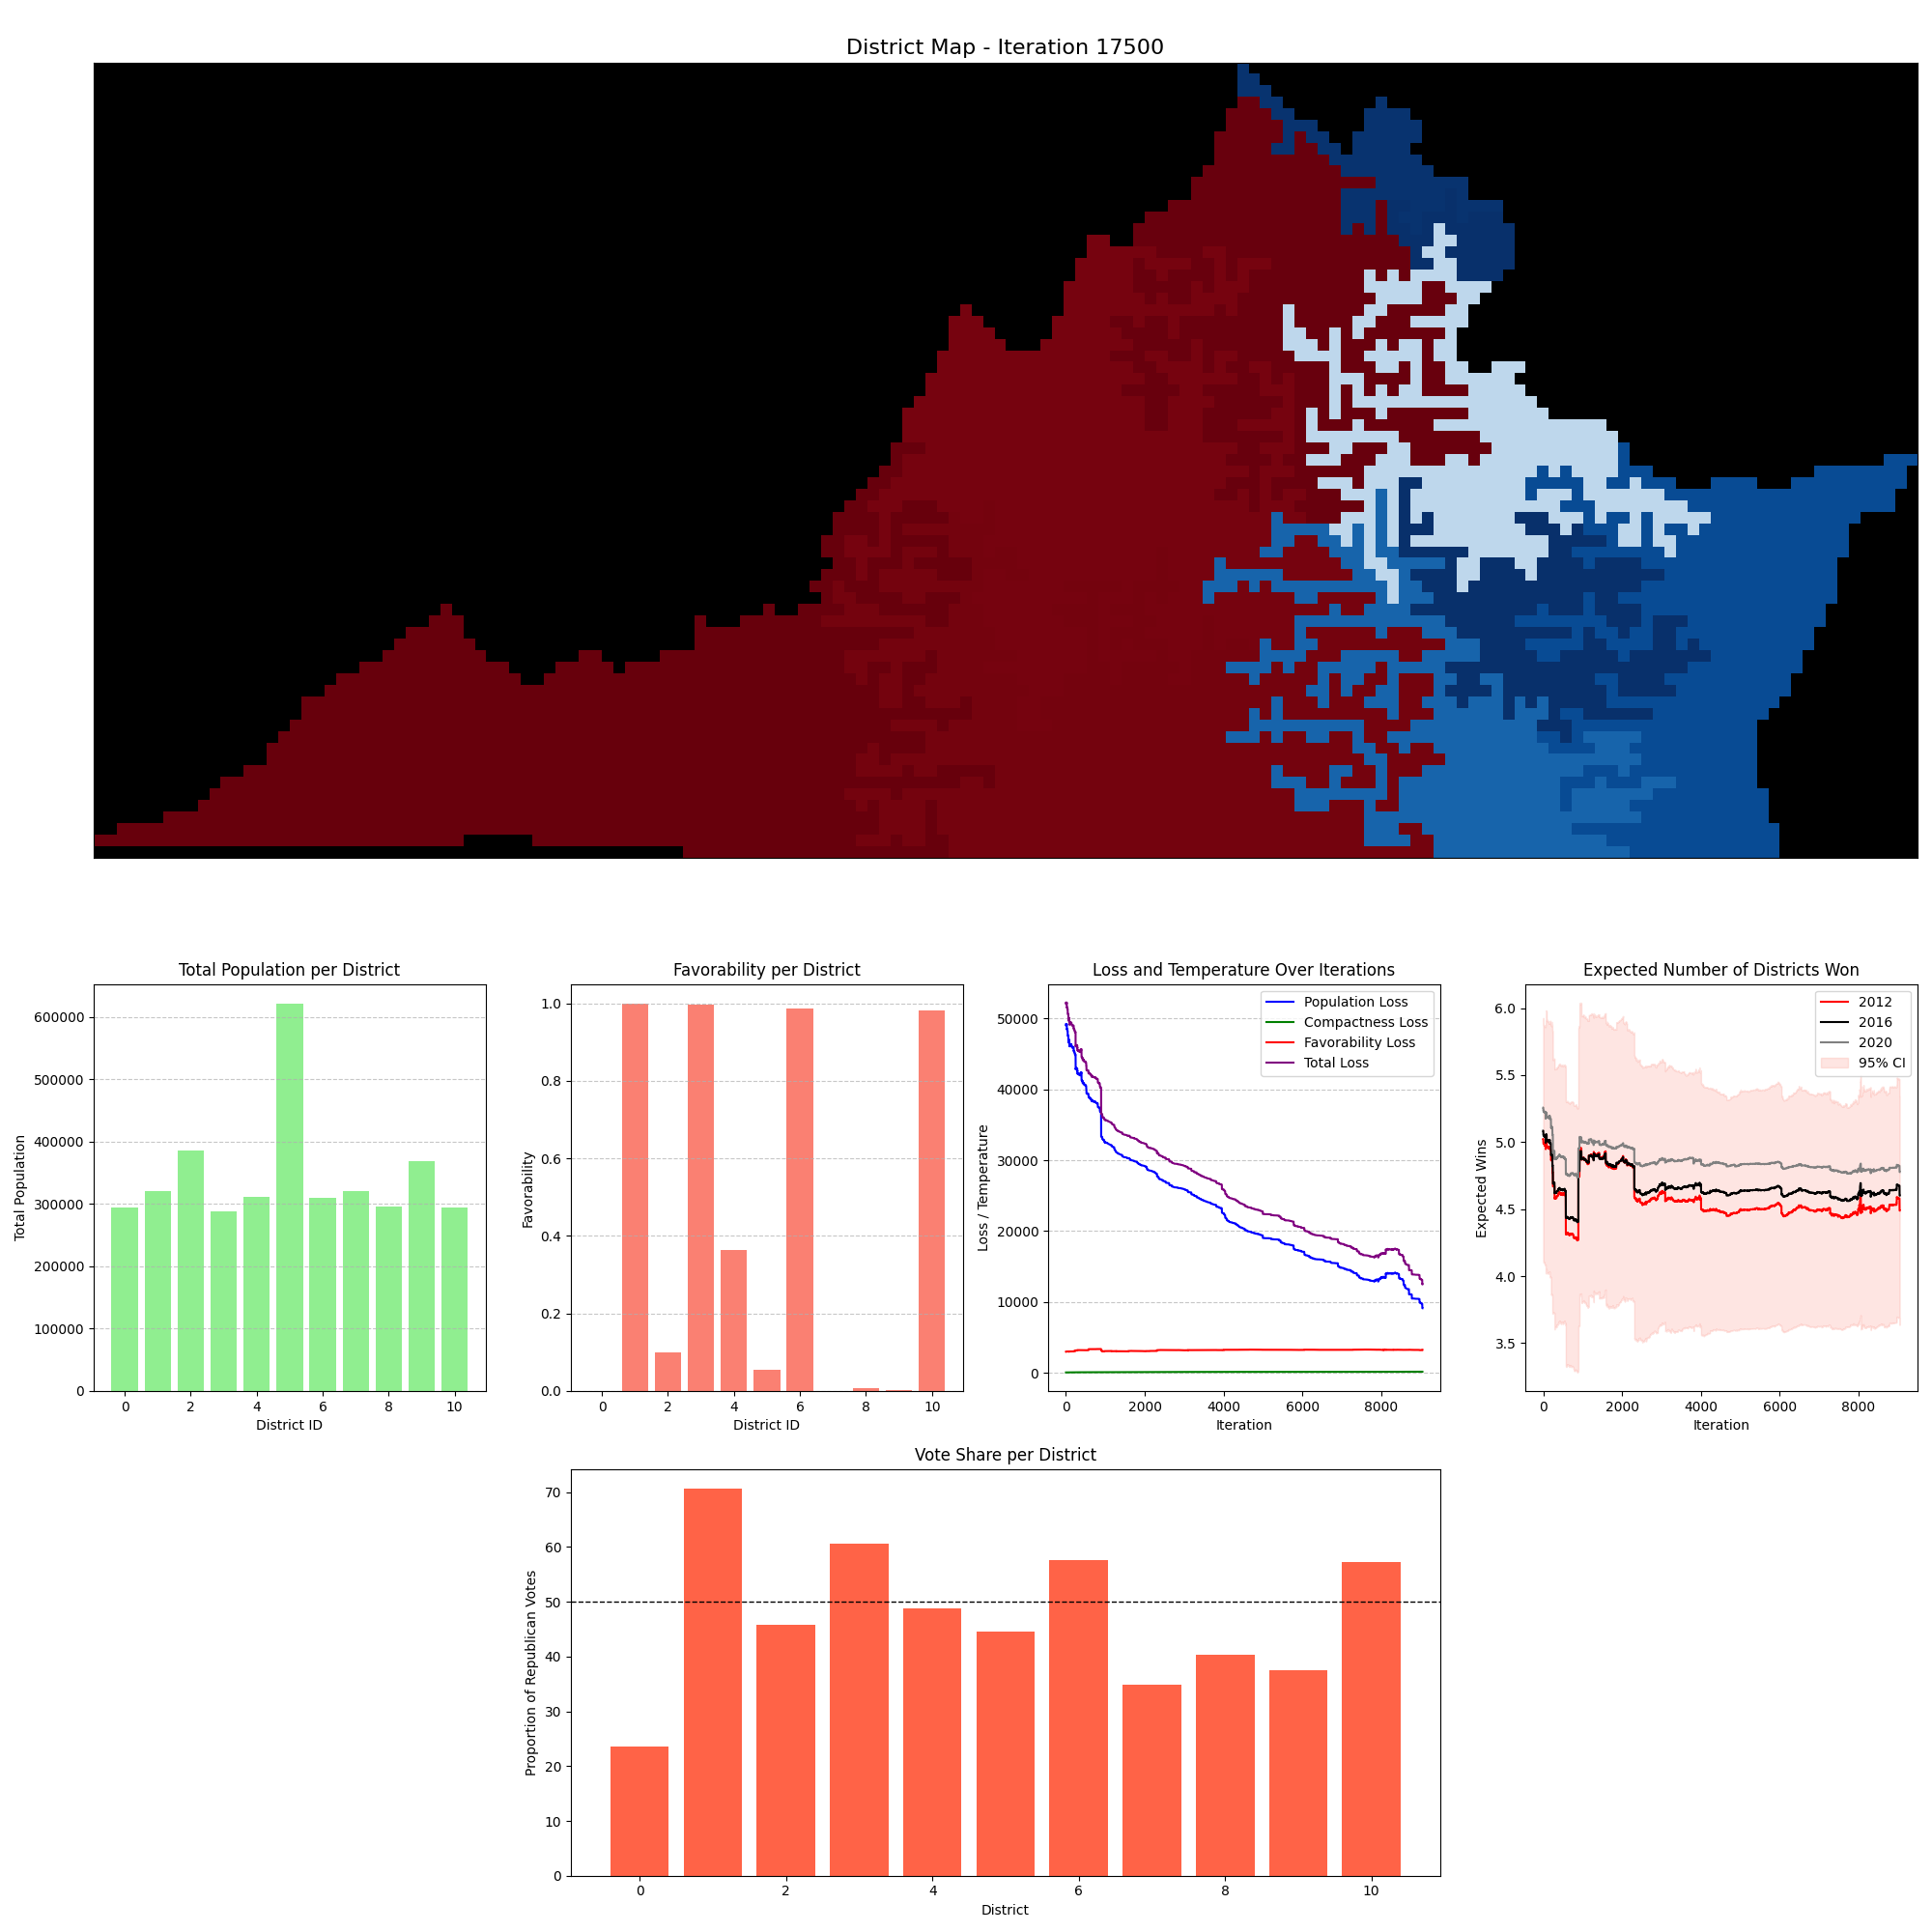 District Map - Iteration 17500
Total Population per District
Total Population
600000
500000
400000
300000
200000
100000
0
0 2 4 6 8 10
District ID
Favorability per District
Favorability
1.0
0.8
0.6
0.4
0.2
0.0
0 2 4 6 8 10
District ID
Loss and Temperature Over Iterations
Loss / Temperature
50000
40000
30000
20000
10000
0
Population Loss
Compactness Loss
Favorability Loss
Total Loss
0 2000 4000 6000 8000
Iteration
Expected Number of Districts Won
Expected Wins
6.0
5.5
5.0
4.5
4.0
3.5
2012
2016
2020
95% CI
0 2000 4000 6000 8000
Iteration
Vote Share per District
Proportion of Republican Votes
70
60
50
40
30
20
10
0
0 2 4 6 8 10
District